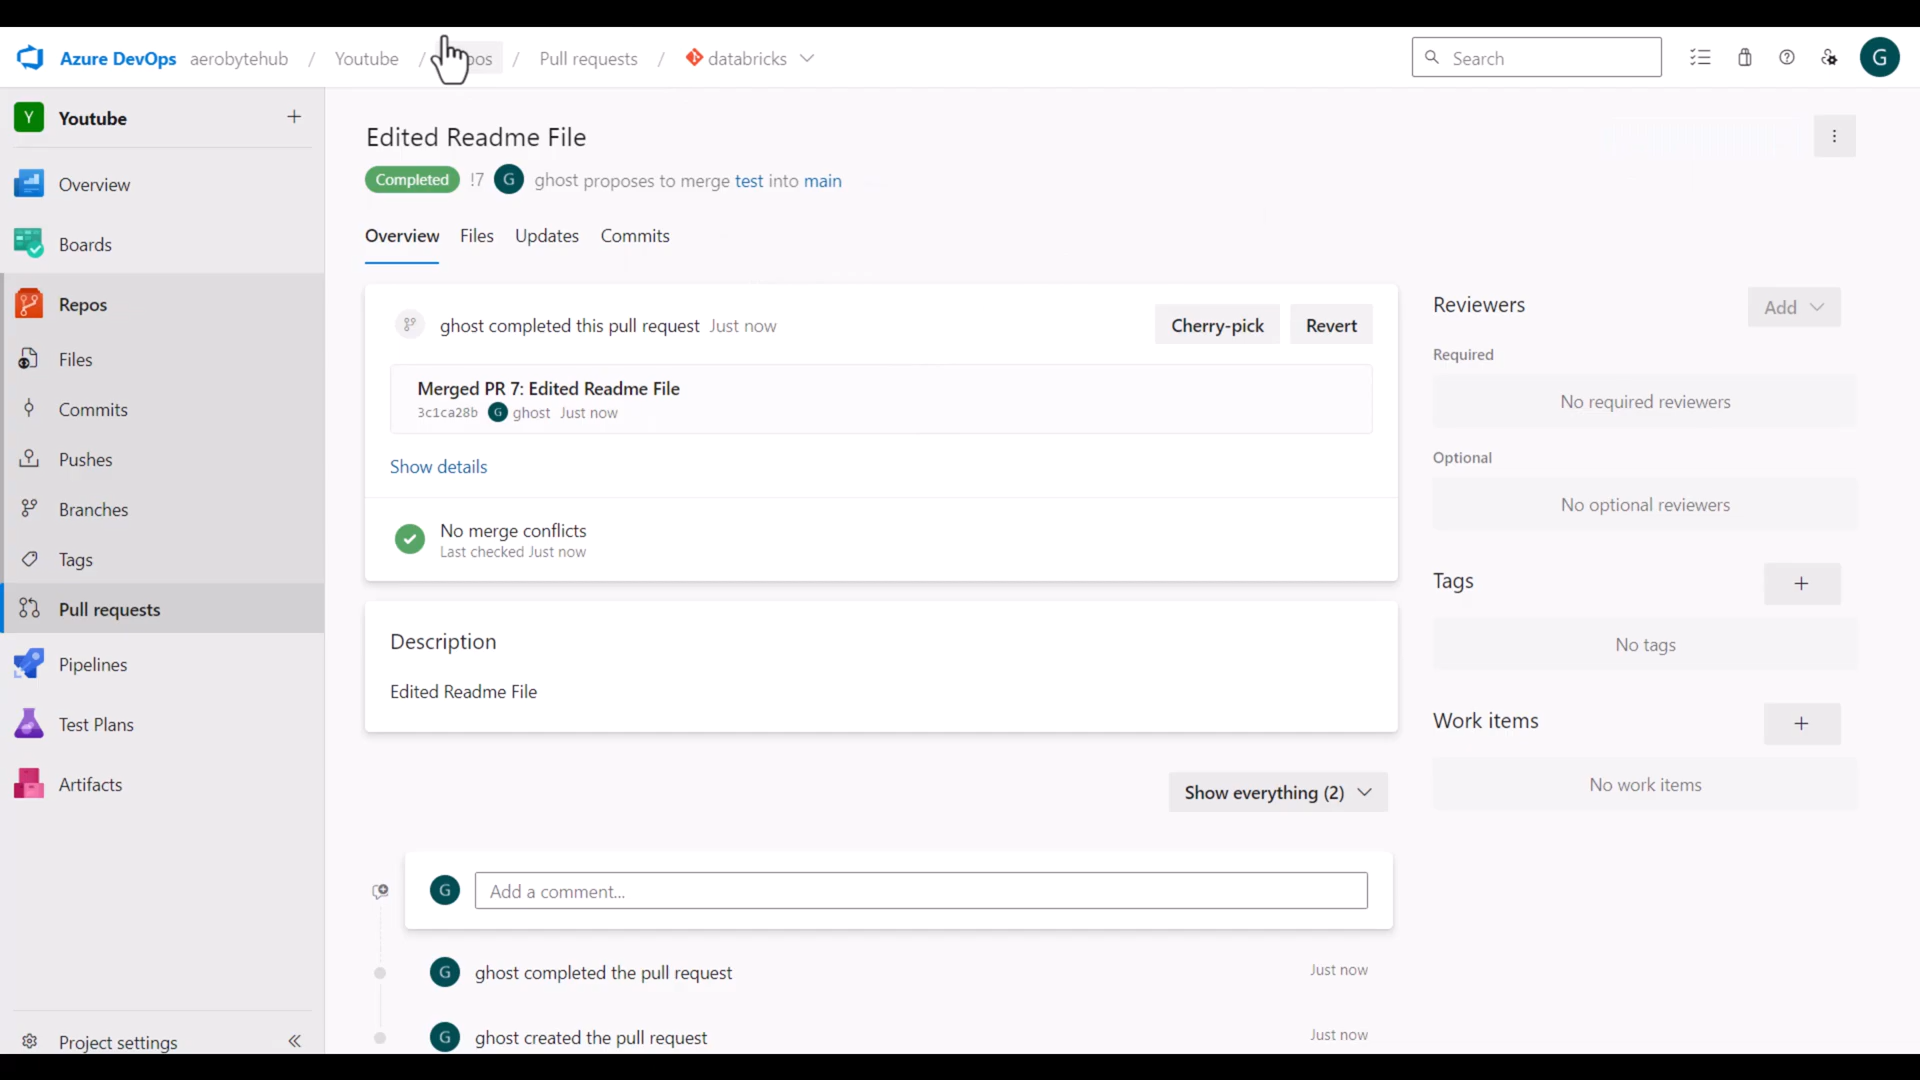 Azure DevOps aerobytehub / Youtube / pos / Pull requests / databricks
Search
G
Y Youtube
Overview
Boards
Repos
Files
Commits
Pushes
Branches
Tags
Pull requests
Pipelines
Test Plans
Artifacts
Project settings
Edited Readme File
Completed !7 G ghost proposes to merge test into main
Overview Files Updates Commits
ghost completed this pull request Just now
Cherry-pick Revert
Merged PR 7: Edited Readme File
3c1ca28b G ghost Just now
Show details
No merge conflicts
Last checked Just now
Description
Edited Readme File
Show everything (2)
G Add a comment...
G ghost completed the pull request Just now
G ghost created the pull request Just now
Reviewers Add
Required
No required reviewers
Optional
No optional reviewers
Tags +
No tags
Work items +
No work items